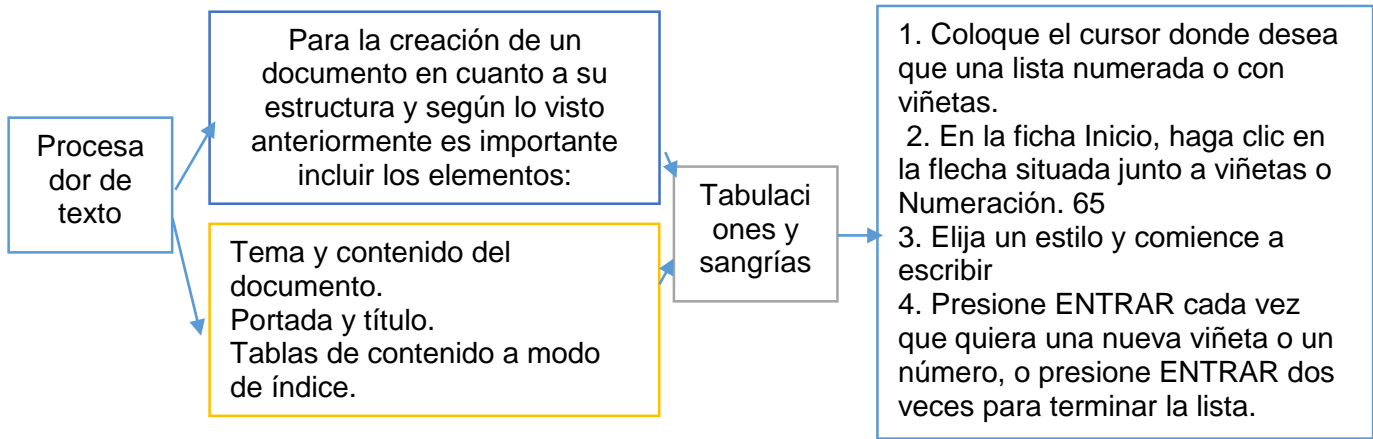 Procesa
dor de
texto
Para la creación de un
documento en cuanto a su
estructura y según lo visto
anteriormente es importante
incluir los elementos:
Tema y contenido del
documento.
Portada y título.
Tablas de contenido a modo
de índice.
Tabulaci
ones y
sangrías
1. Coloque el cursor donde desea
que una lista numerada o con
viñetas.
2. En la ficha Inicio, haga clic en
la flecha situada junto a viñetas o
Numeración. 65
3. Elija un estilo y comience a
escribir
4. Presione ENTRAR cada vez
que quiera una nueva viñeta o un
número, o presione ENTRAR dos
veces para terminar la lista.